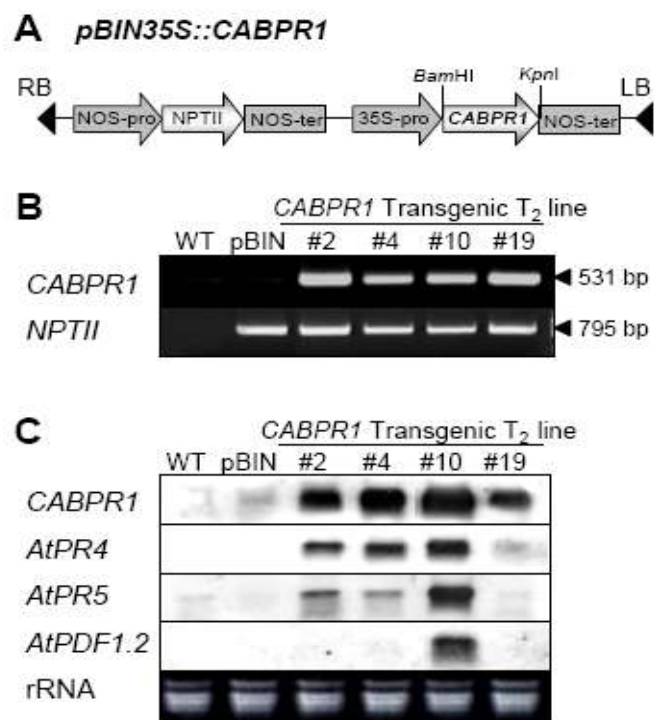 A pBIN35S::CABPR1
BamHI KpnI
RB LB
NOS-pro NPTII NOS-ter 35S-pro CABPR1 NOS-ter
B
CABPR1 Transgenic T2 line
WT pBIN #2 #4 #10 #19
CABPR1 531 bp
NPTII 795 bp
C
CABPR1 Transgenic T2 line
WT pBIN #2 #4 #10 #19
CABPR1
AtPR4
AtPR5
AtPDF1.2
rRNA